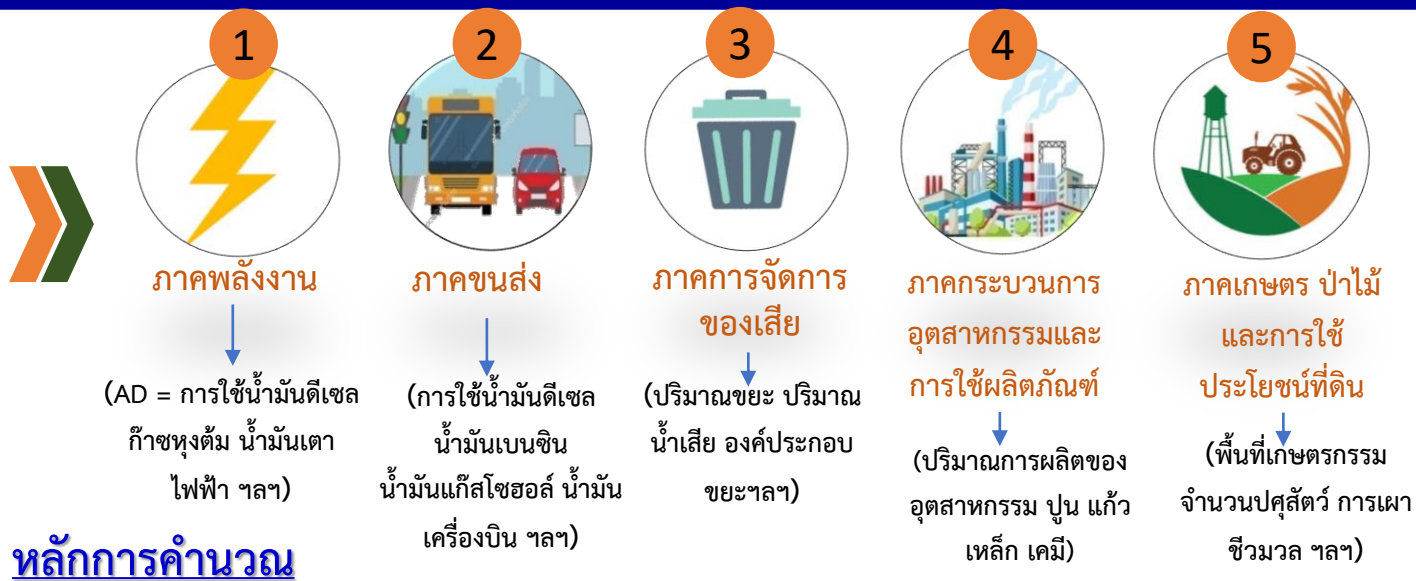 1
ภาคพลังงาน
(AD = การใช้น้ำมันดีเซล
ก๊าซหุงต้ม น้ำมันเตา
ไฟฟ้า ฯลฯ)
2
ภาคขนส่ง
(การใช้น้ำมันดีเซล
น้ำมันเบนซิน
น้ำมันแก๊สโซฮอล์ น้ำมัน
เครื่องบิน ฯลฯ)
3
ภาคการจัดการ
ของเสีย
(ปริมาณขยะ ปริมาณ
น้ำเสีย องค์ประกอบ
ขยะฯลฯ)
4
ภาคกระบวนการ
อุตสาหกรรมและ
การใช้ผลิตภัณฑ์
(ปริมาณการผลิตของ
อุตสาหกรรม ปูน แก้ว
เหล็ก เคมี)
5
ภาคเกษตร ป่าไม้
และการใช้
ประโยชน์ที่ดิน
(พื้นที่เกษตรกรรม
จำนวนปศุสัตว์ การเผา
ชีวมวล ฯลฯ)
หลักการคำนวณ